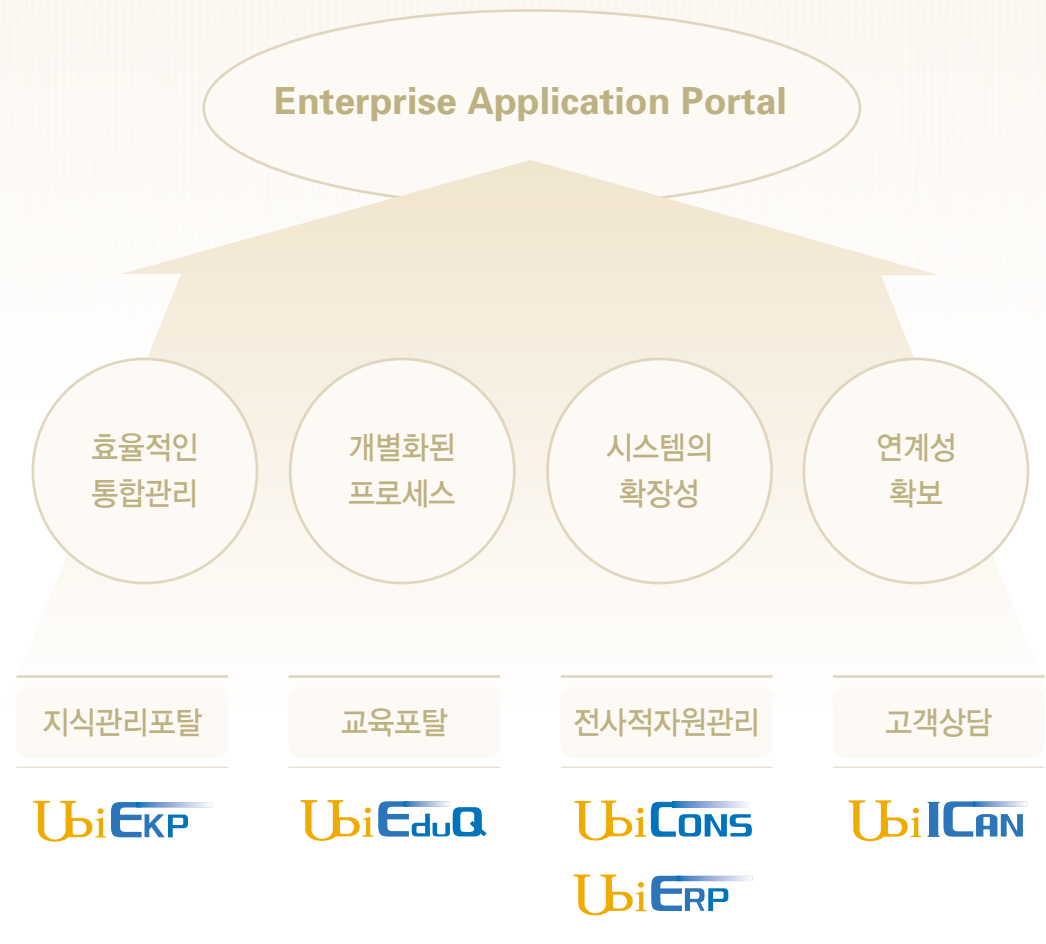 Enterprise Application Portal
효율적인
통합관리
개별화된
프로세스
시스템의
확장성
연계성
확보
지식관리포탈
교육포탈
전사적자원관리
고객상담
UbiEKP
UbiEduQ
UbiCONS
UbiICAN
UbiERP